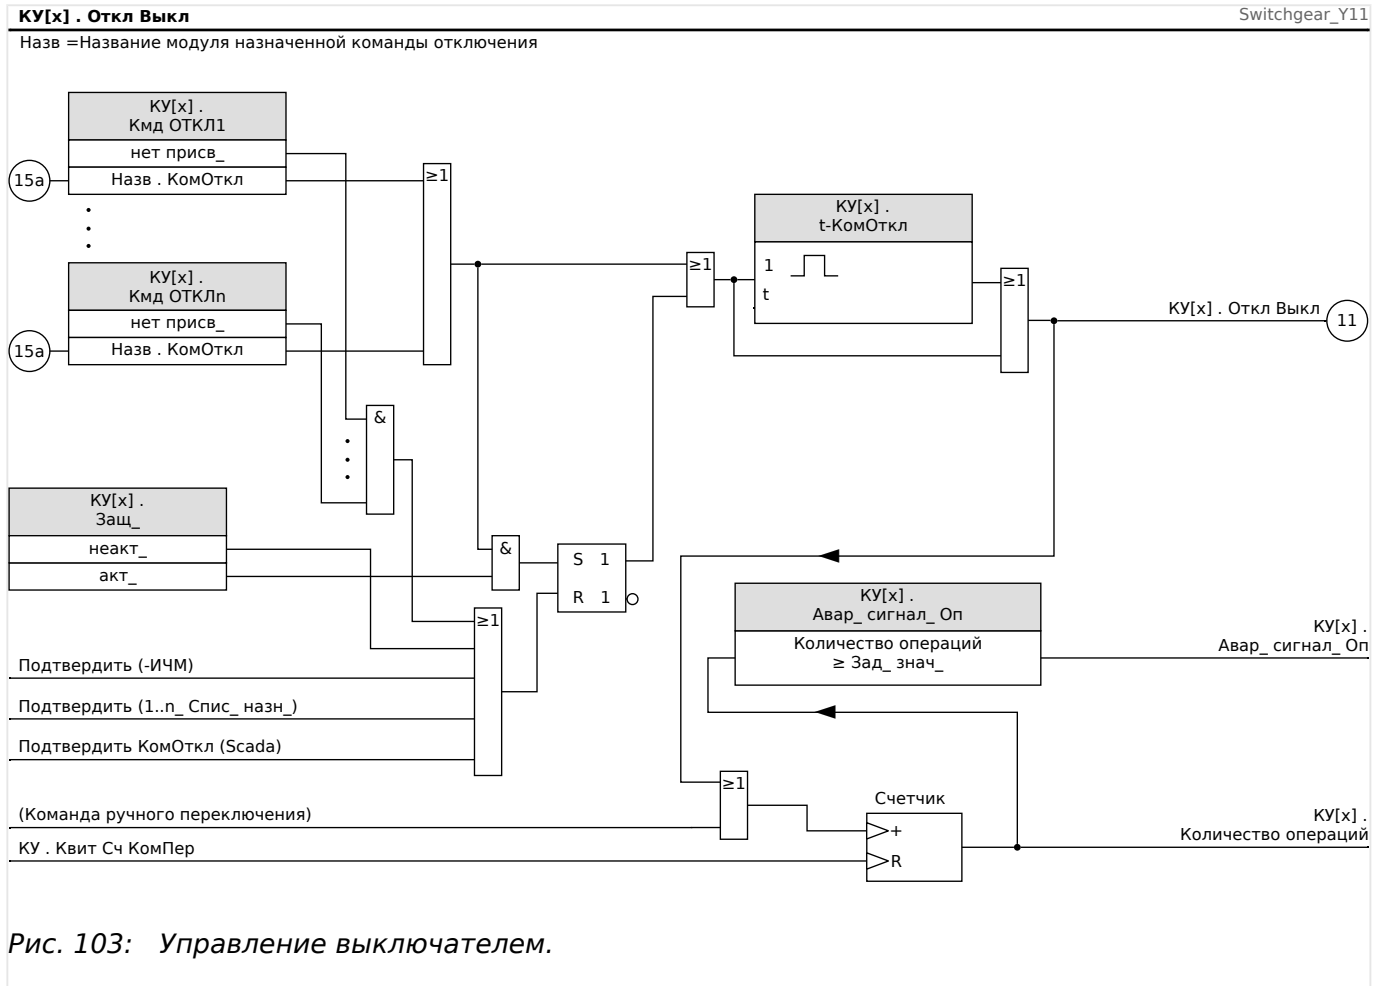 КУ[x] . Откл Выкл
Switchgear_Y11
Назв =Название модуля назначенной команды отключения
КУ[x] .
Кмд ОТКЛ1
нет присв_
15a
Назв . КомОткл
≥1
КУ[x] .
t-КомОткл
1
t
≥1
≥1
КУ[x] . Откл Выкл
11
КУ[x] .
Кмд ОТКЛn
нет присв_
15a
Назв . КомОткл
&
КУ[x] .
Защ_
неакт_
акт_
&
S 1
R 1
≥1
КУ[x] .
Авар_ сигнал_ Оп
Количество операций
≥ Зад_ знач_
КУ[x] .
Авар_ сигнал_ Оп
Подтвердить (-ИЧМ)
Подтвердить (1..n_ Спис_ назн_)
Подтвердить КомОткл (Scada)
≥1
(Команда ручного переключения)
КУ . Квит Сч КомПер
Счетчик
+
R
КУ[x] .
Количество операций
Рис. 103: Управление выключателем.